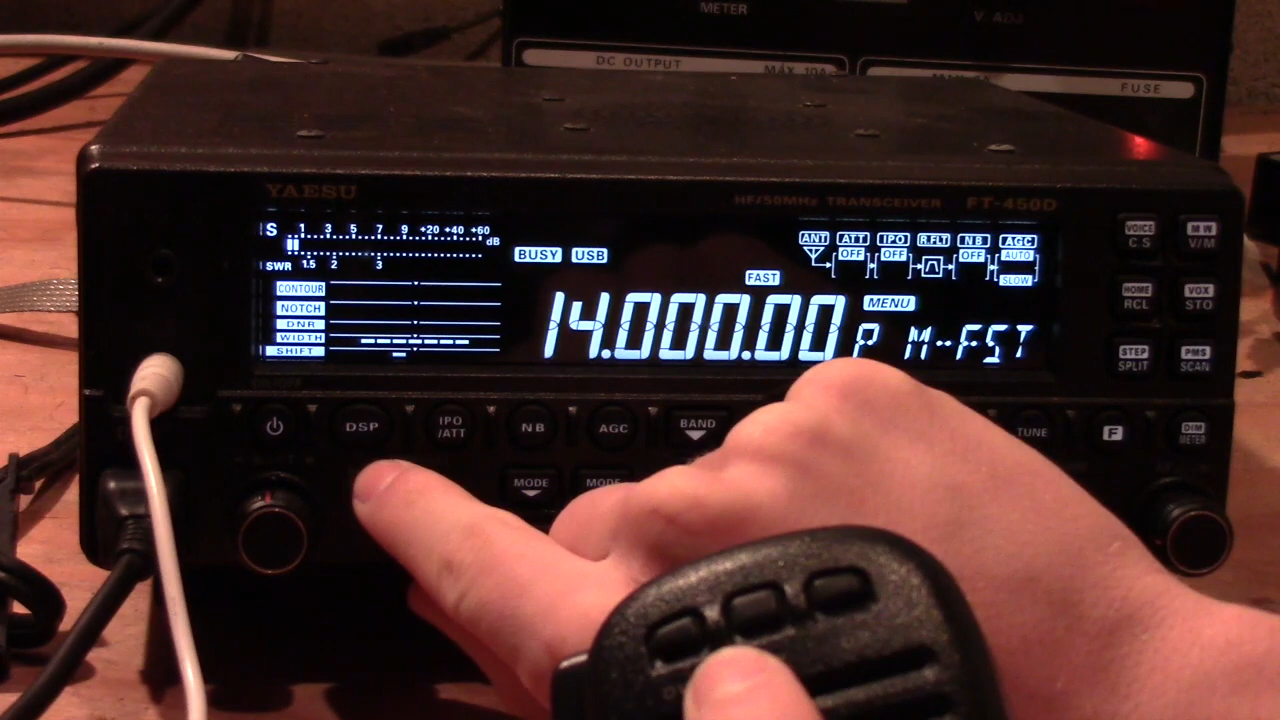 METER
V. ADJ
DC OUTPUT
MAX 10A
FUSE
YAESU
HF/50MHz TRANSCEIVER FT-450D
S 1 3 5 7 9 +20 +40 +60 dB
SWR 1.5 2 3
BUSY USB
ANT ATT IPO R.FLT NB AGC
OFF OFF OFF AUTO
SLOW
FAST
CONTOUR
NOTCH
DNR
WIDTH
SHIFT
14.000.00
MENU
P M-FST
VOICE
C.S
M W
V/M
HOME
RCL
VOX
STO
STEP
SPLIT
PMS
SCAN
DSP
IPO
/ATT
NB
AGC
BAND
TUNE
F
DIM
METER
MODE
MODE